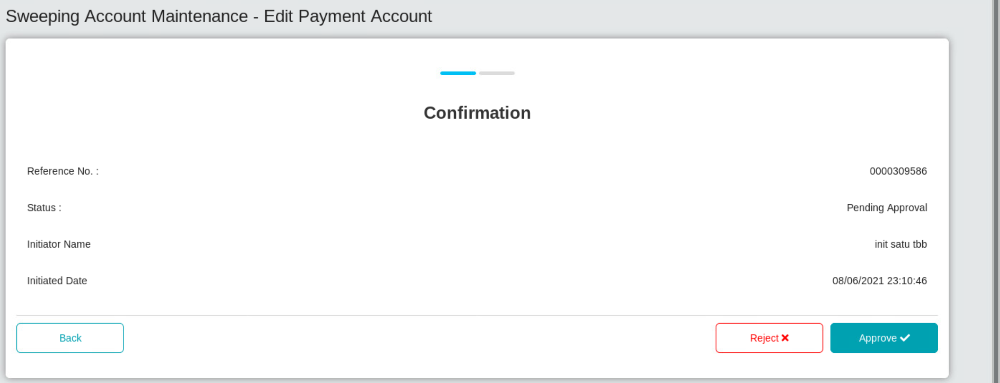 Sweeping Account Maintenance - Edit Payment Account
Confirmation
Reference No. : 0000309586
Status : Pending Approval
Initiator Name init satu tbb
Initiated Date 08/06/2021 23:10:46
Back Reject Approve